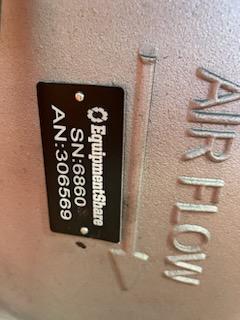 EquipmentShare
SN:6860
AN:306569
AIR FLOW